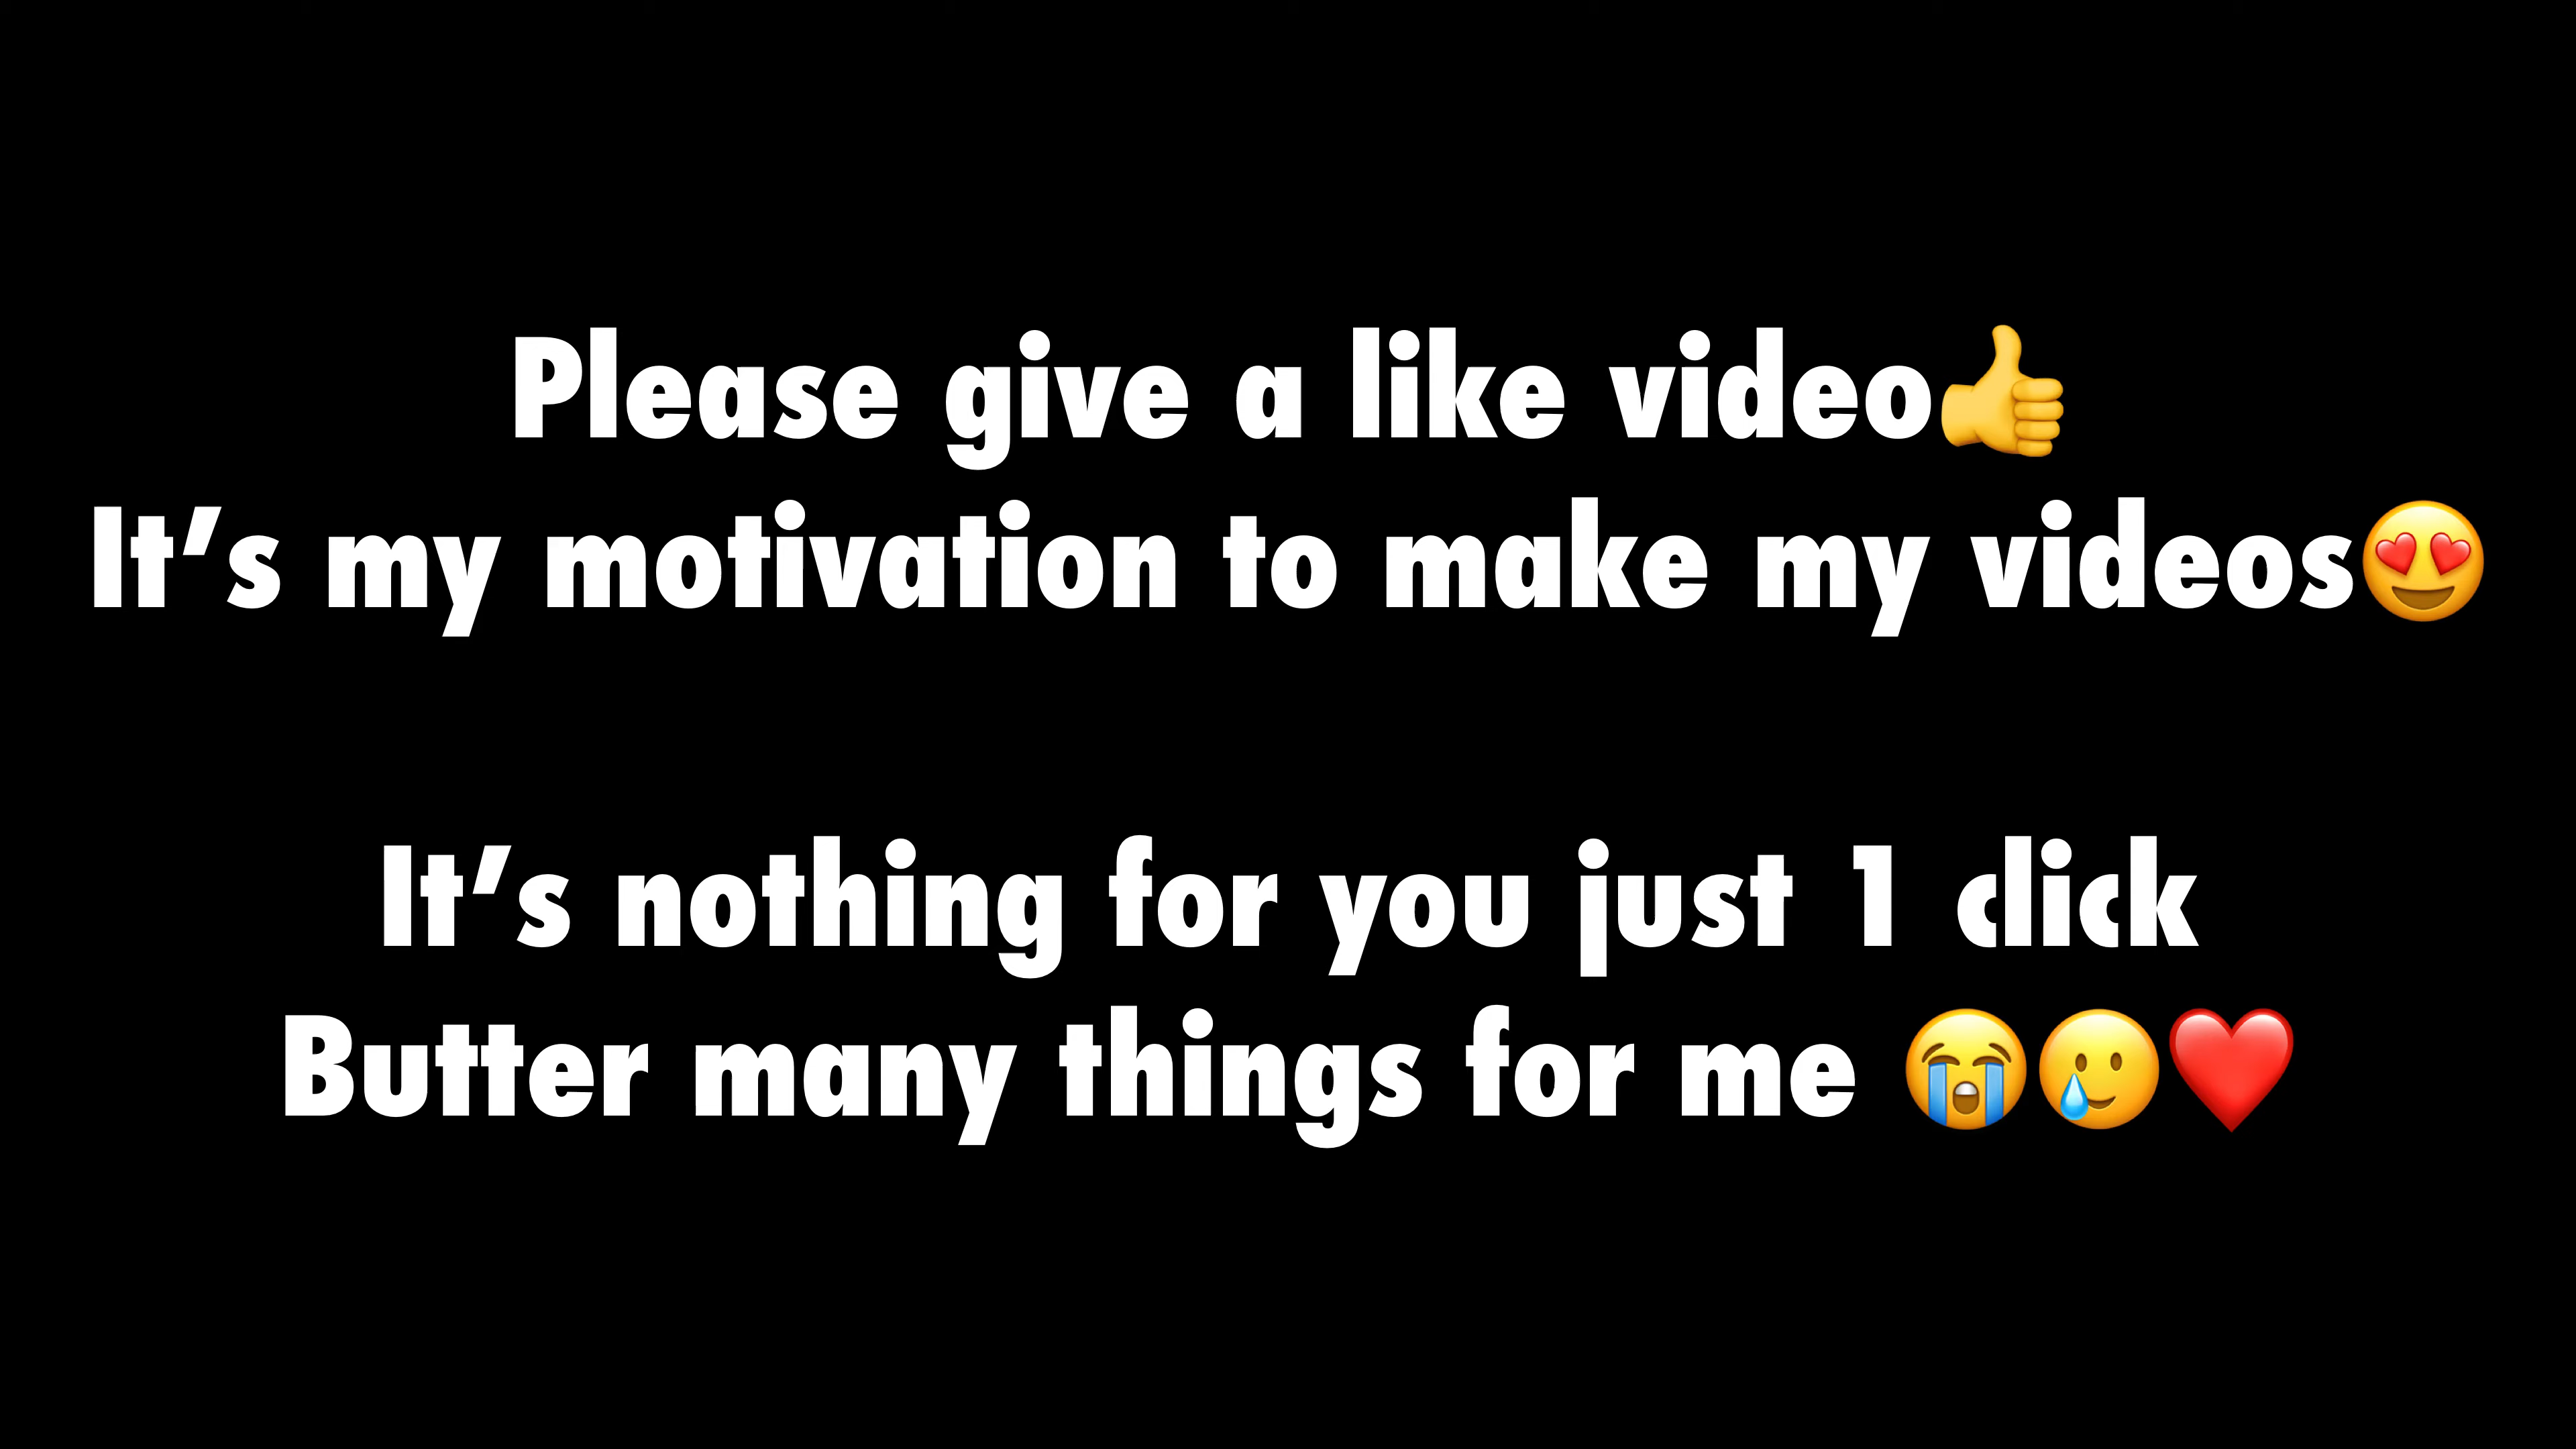 Please give a like video👍
It’s my motivation to make my videos😍
It’s nothing for you just 1 click
Butter many things for me 😭🥲❤️